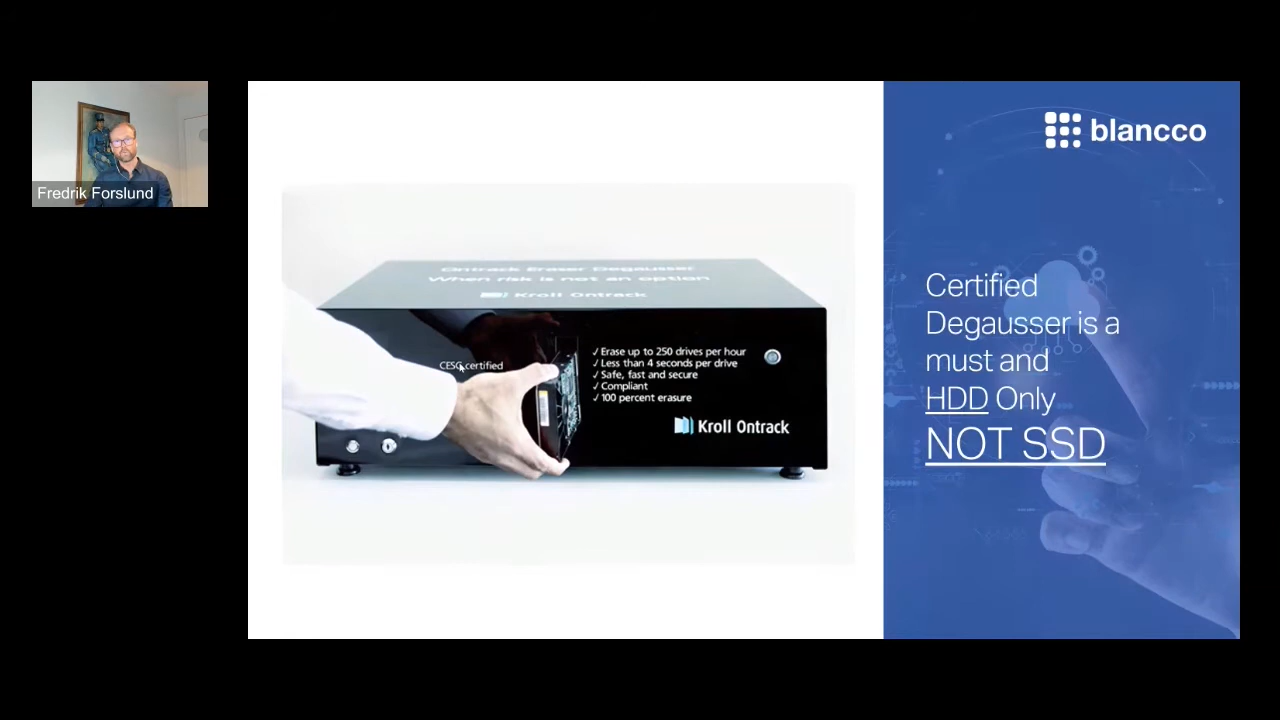 Fredrik Forslund
Ontrack Eraser Degausser
When risk is not an option
Kroll Ontrack
CESG certified
✓ Erase up to 250 drives per hour
✓ Less than 4 seconds per drive
✓ Safe, fast and secure
✓ Compliant
✓ 100 percent erasure
Kroll Ontrack
blancco
Certified
Degausser is a
must and
HDD Only
NOT SSD